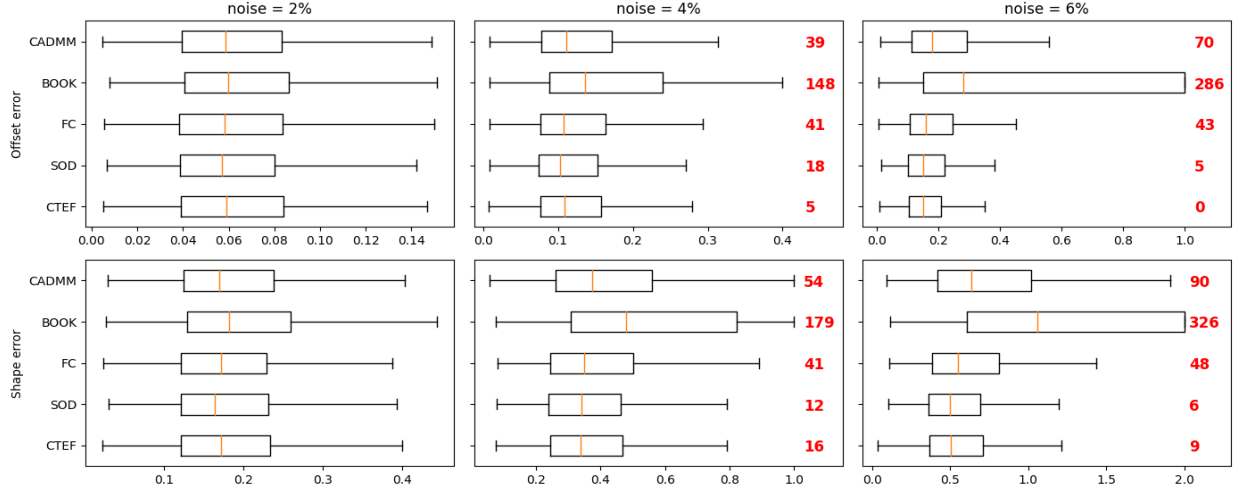 noise = 2%
noise = 4%
noise = 6%
Offset error
CADMM
BOOK
FC
SOD
CTEF
39
148
41
18
5
70
286
43
5
0
0.00 0.02 0.04 0.06 0.08 0.10 0.12 0.14
0.0 0.1 0.2 0.3 0.4
0.0 0.2 0.4 0.6 0.8 1.0
Shape error
CADMM
BOOK
FC
SOD
CTEF
54
179
41
12
16
90
326
48
6
9
0.1 0.2 0.3 0.4
0.2 0.4 0.6 0.8 1.0
0.0 0.5 1.0 1.5 2.0